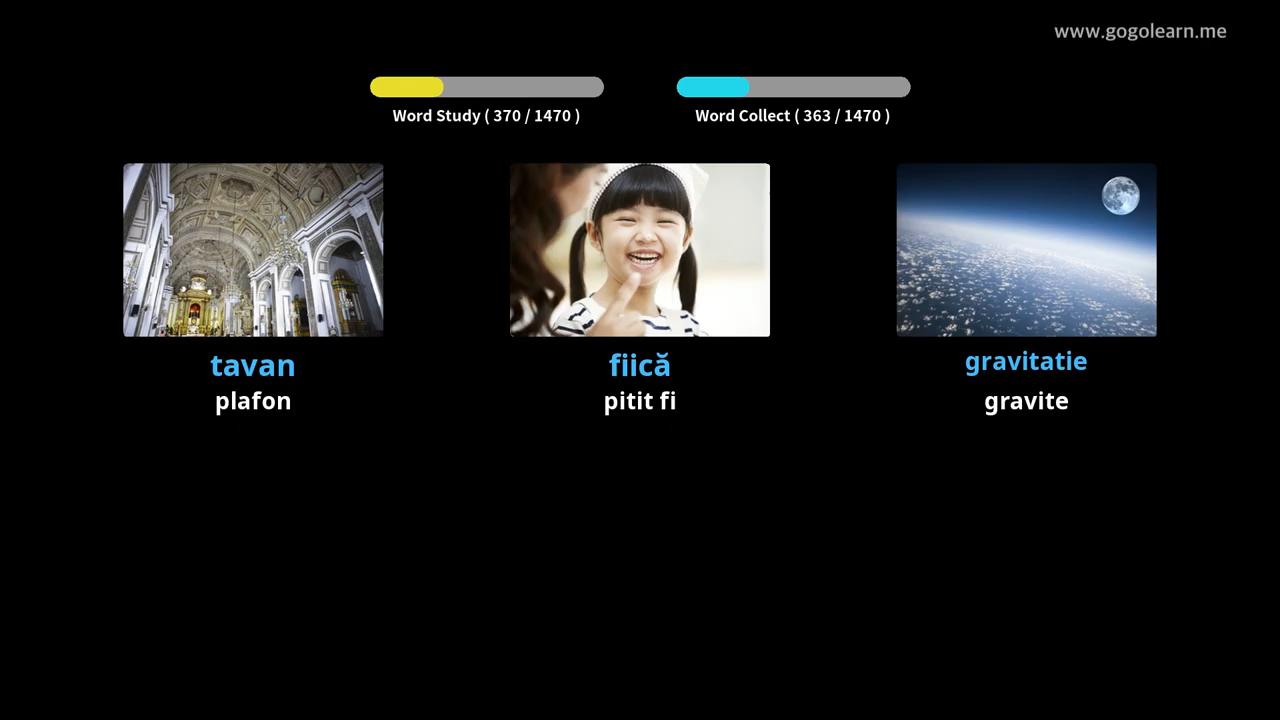 www.gogolearn.me
Word Study ( 370 / 1470 )
Word Collect ( 363 / 1470 )
tavan
plafon
fiică
pitit fi
gravitatie
gravite